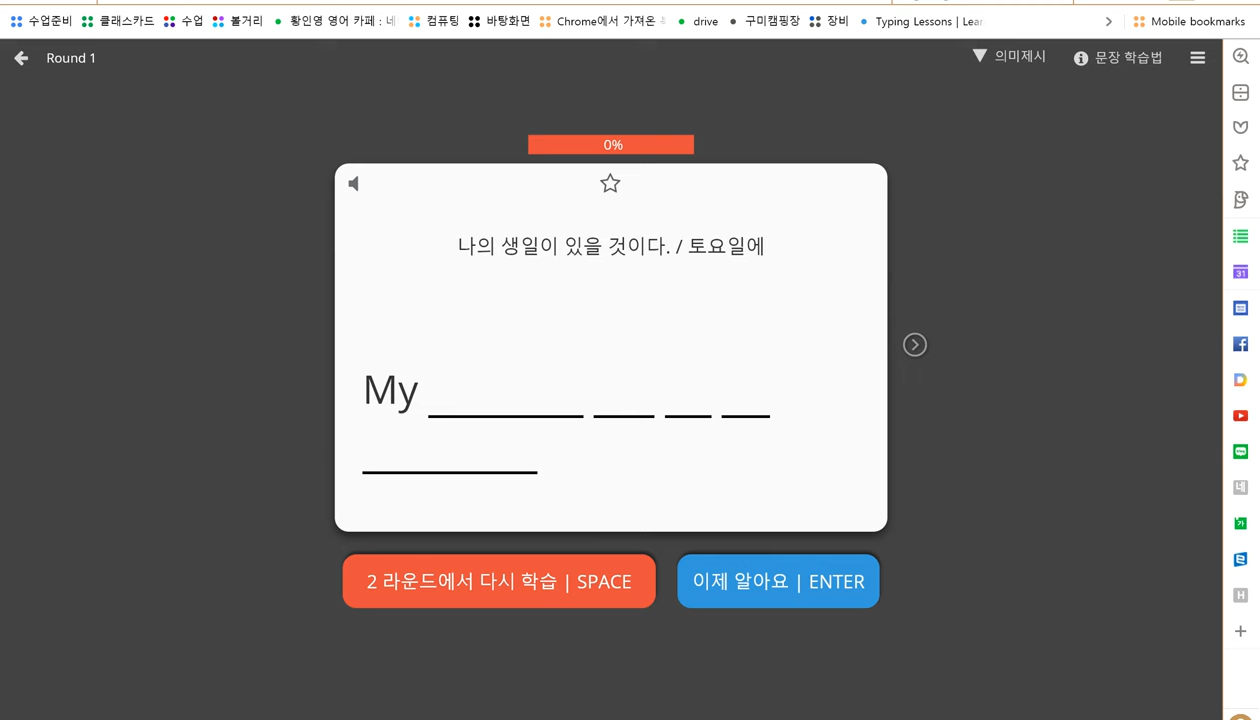 수업준비 클래스카드 수업 볼거리 황인영 영어 카페 : 네 컴퓨팅 바탕화면 Chrome에서 가져온 drive 구미캠핑장 장비 Typing Lessons | Lear Mobile bookmarks
Round 1 의미제시 문장 학습법
0%
나의 생일이 있을 것이다. / 토요일에
My
2 라운드에서 다시 학습 | SPACE 이제 알아요 | ENTER
31